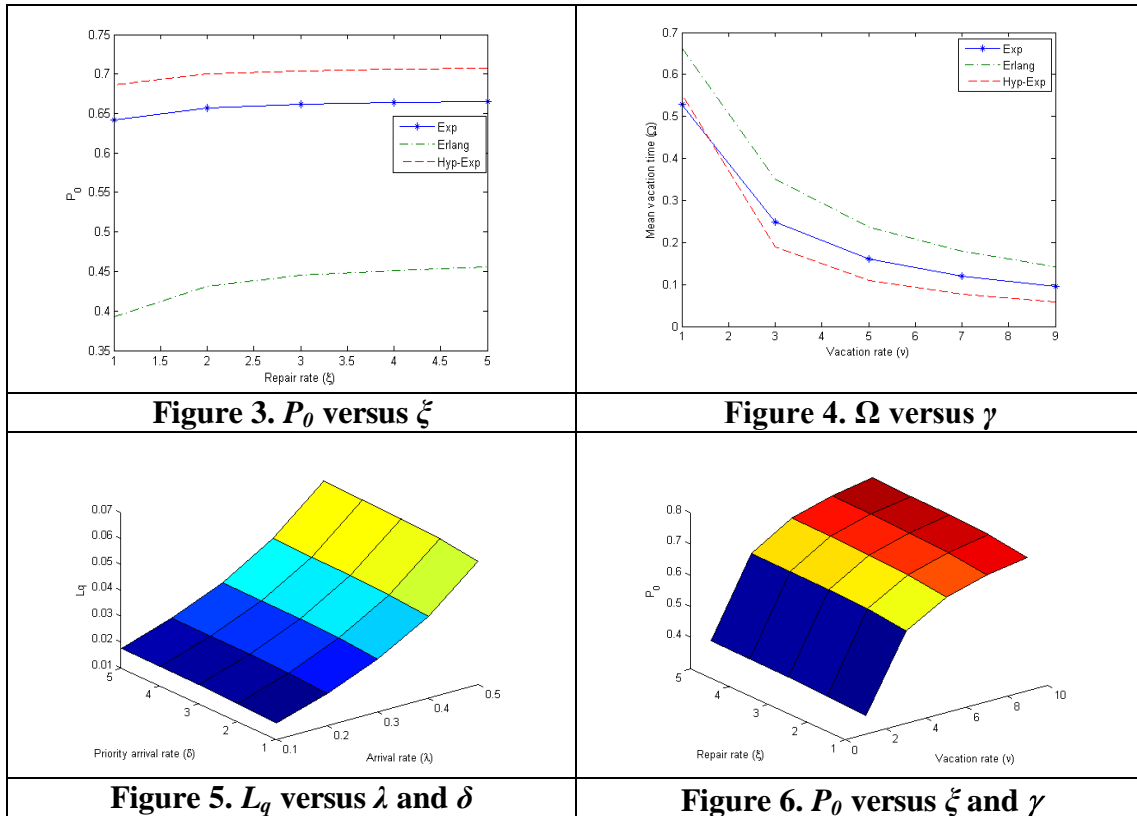 0.75
0.7
0.65
0.6
0.55
0.5
0.45
0.4
0.35
P0
1 1.5 2 2.5 3 3.5 4 4.5 5
Repair rate (ξ)
Exp
Erlang
Hyp-Exp
Figure 3. P0 versus ξ
0.7
0.6
0.5
0.4
0.3
0.2
0.1
0
Mean vacation time (Ω)
1 2 3 4 5 6 7 8 9
Vacation rate (ν)
Exp
Erlang
Hyp-Exp
Figure 4. Ω versus γ
0.07
0.06
0.05
0.04
0.03
0.02
0.01
Lq
5 4 3 2 1
Priority arrival rate (δ)
0.1 0.2 0.3 0.4 0.5
Arrival rate (λ)
Figure 5. Lq versus λ and δ
0.8
0.7
0.6
0.5
0.4
P0
5 4 3 2 1
Repair rate (ξ)
0 2 4 6 8 10
Vacation rate (ν)
Figure 6. P0 versus ξ and γ